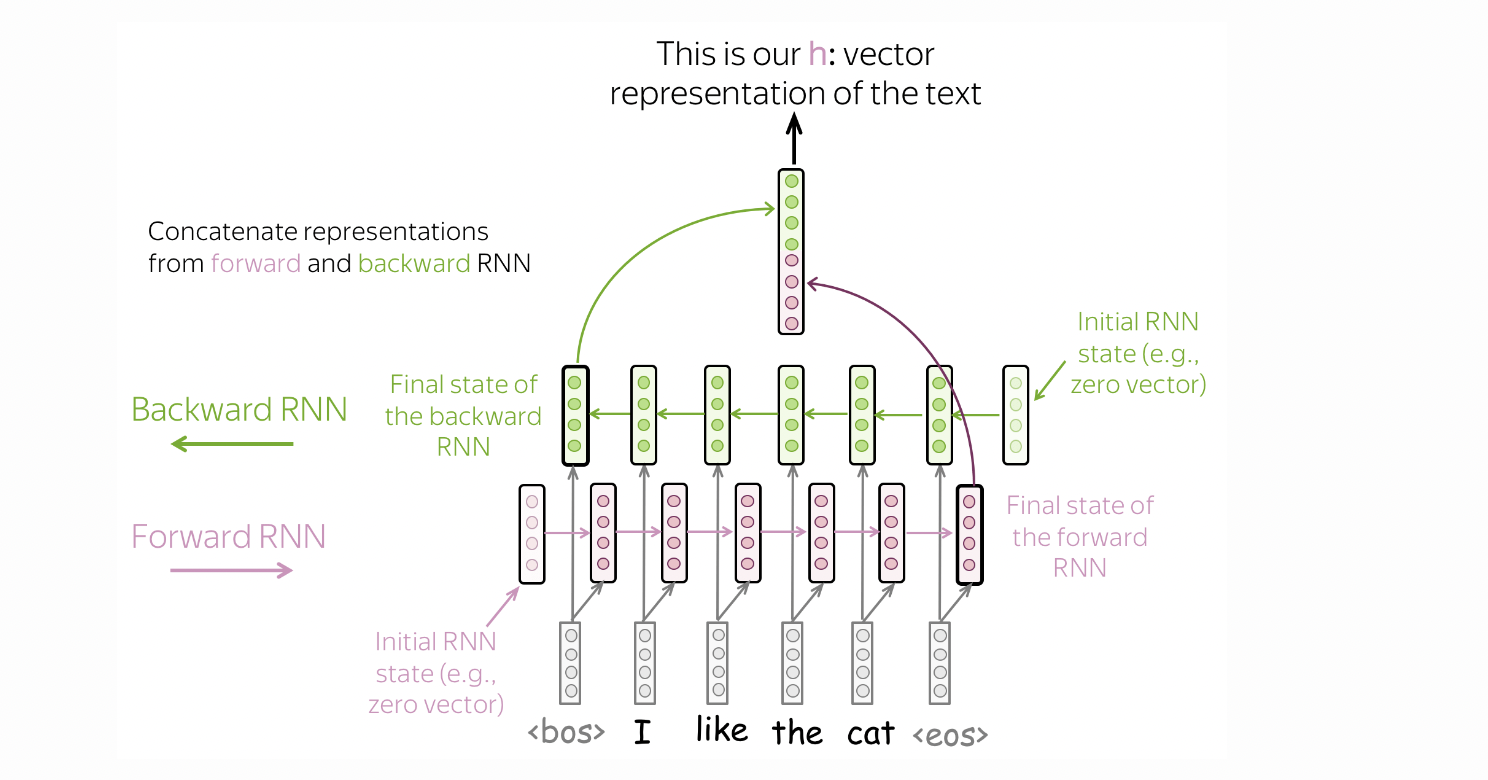 This is our h: vector
representation of the text
Concatenate representations
from forward and backward RNN
Initial RNN
state (e.g.,
zero vector)
Backward RNN
Final state of
the backward
RNN
Forward RNN
Final state of
the forward
RNN
Initial RNN
state (e.g.,
zero vector)
<bos> I like the cat <eos>